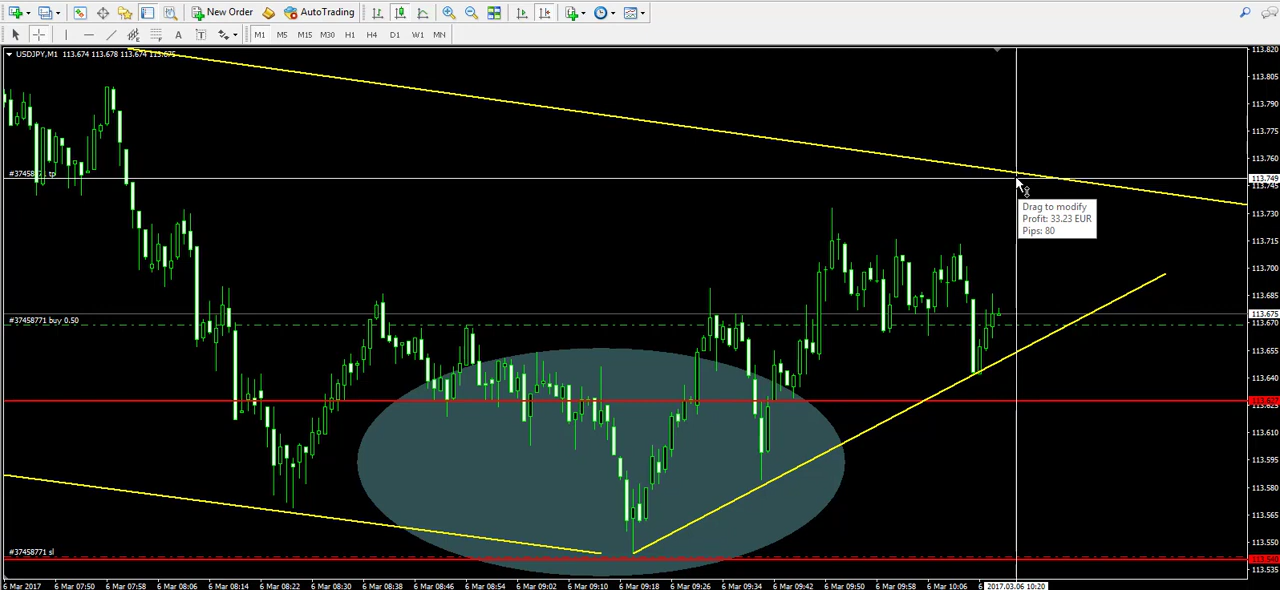 New Order AutoTrading
A T M1 M5 M15 M30 H1 H4 D1 W1 MN
USDJPY,M1 113.674 113.678 113.674 113.675
#37458771 tp
Drag to modify
Profit: 33.23 EUR
Pips: 80
#37458771 buy 0.50
#37458771 sl
113.820
113.805
113.790
113.775
113.760
113.749
113.745
113.730
113.715
113.700
113.685
113.675
113.670
113.655
113.640
113.625
113.610
113.595
113.580
113.565
113.550
113.535
6 Mar 2017 6 Mar 07:50 6 Mar 07:58 6 Mar 08:06 6 Mar 08:14 6 Mar 08:22 6 Mar 08:30 6 Mar 08:38 6 Mar 08:46 6 Mar 08:54 6 Mar 09:02 6 Mar 09:10 6 Mar 09:18 6 Mar 09:26 6 Mar 09:34 6 Mar 09:42 6 Mar 09:50 6 Mar 09:58 6 Mar 10:06 6 2017.03.06 10:20